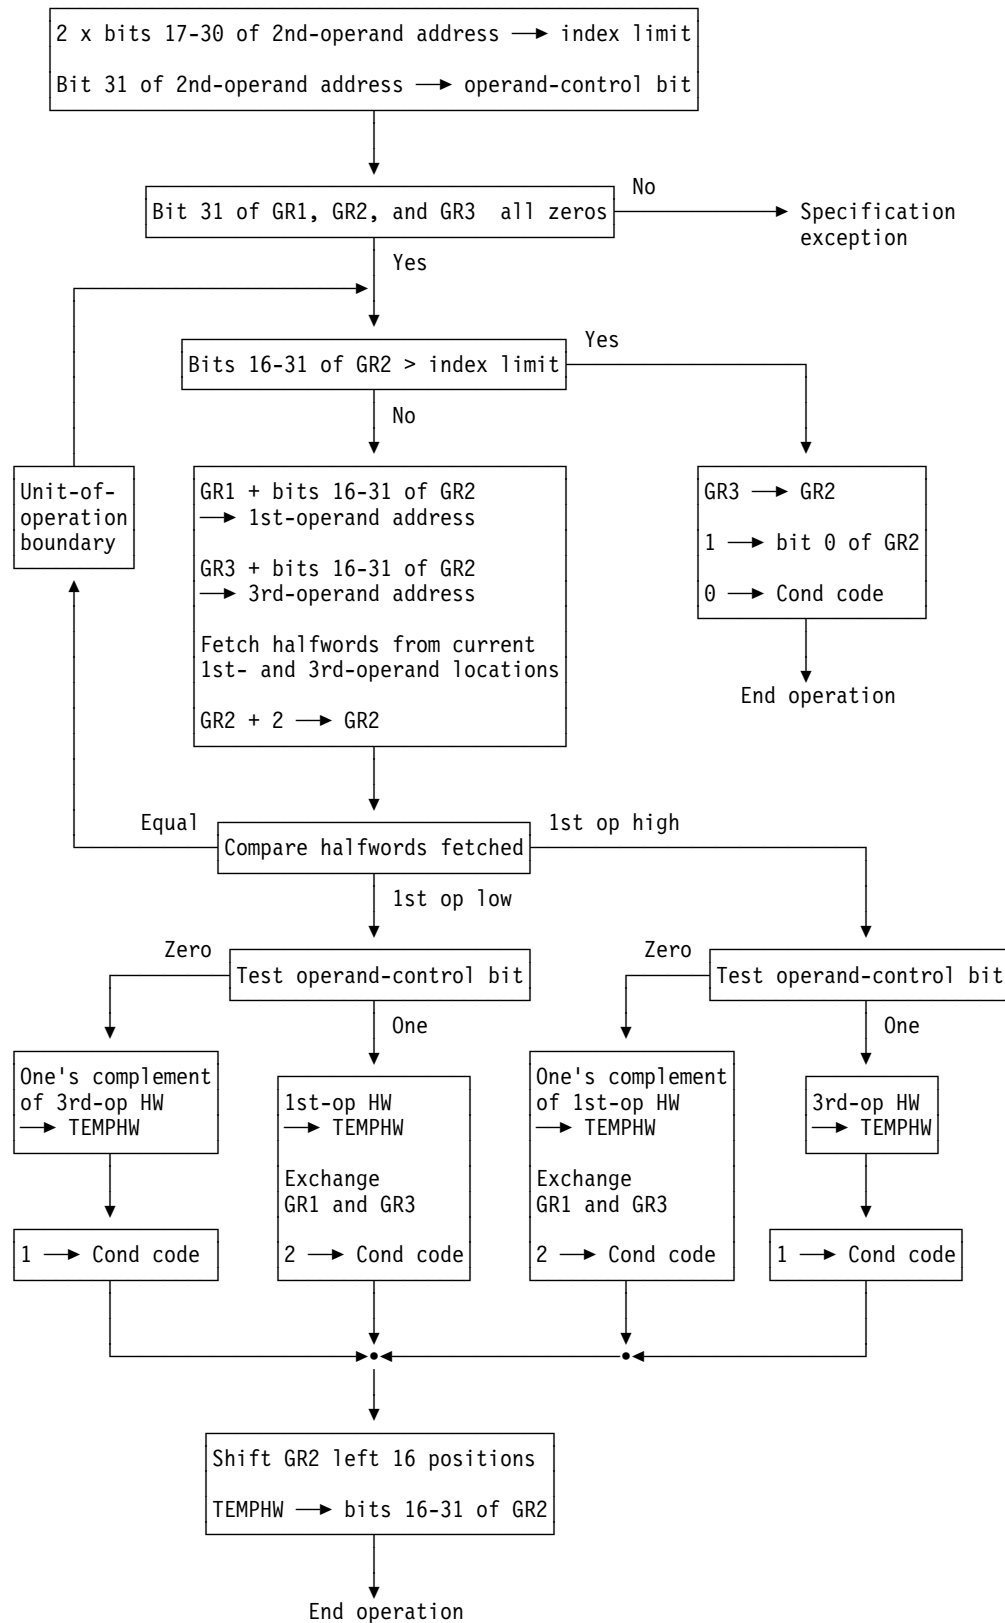 2 x bits 17-30 of 2nd-operand address → index limit
Bit 31 of 2nd-operand address → operand-control bit
No
Bit 31 of GR1, GR2, and GR3 all zeros
Specification
exception
Yes
Yes
Bits 16-31 of GR2 > index limit
No
Unit-of-
operation
boundary
GR1 + bits 16-31 of GR2
→ 1st-operand address
GR3 + bits 16-31 of GR2
→ 3rd-operand address
Fetch halfwords from current
1st- and 3rd-operand locations
GR2 + 2 → GR2
GR3 → GR2
1 → bit 0 of GR2
0 → Cond code
End operation
Equal
1st op high
Compare halfwords fetched
1st op low
Zero
Test operand-control bit
Zero
Test operand-control bit
One
One
One's complement
of 3rd-op HW
→ TEMPHW
1st-op HW
→ TEMPHW
Exchange
GR1 and GR3
2 → Cond code
One's complement
of 1st-op HW
→ TEMPHW
Exchange
GR1 and GR3
2 → Cond code
3rd-op HW
→ TEMPHW
1 → Cond code
1 → Cond code
Shift GR2 left 16 positions
TEMPHW → bits 16-31 of GR2
End operation